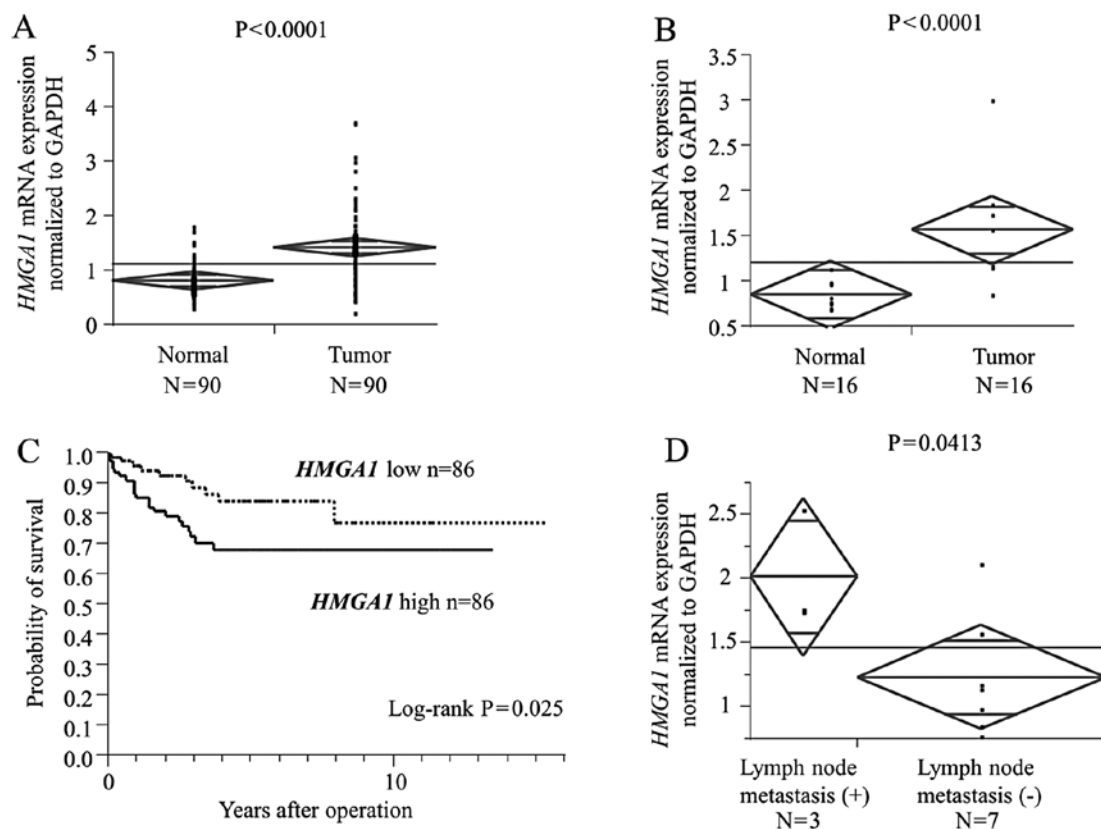 A
P<0.0001
HMGA1 mRNA expression
normalized to GAPDH
5
4
3
2
1
0
Normal
N=90
Tumor
N=90
B
P<0.0001
HMGA1 mRNA expression
normalized to GAPDH
3.5
3
2.5
2
1.5
1
0.5
Normal
N=16
Tumor
N=16
C
Probability of survival
1.0
0.9
0.8
0.7
0.6
0.5
0.4
0.3
0.2
0.1
0.0
HMGA1 low n=86
HMGA1 high n=86
Log-rank P=0.025
0
10
Years after operation
D
P=0.0413
HMGA1 mRNA expression
normalized to GAPDH
2.5
2
1.5
1
Lymph node
metastasis (+)
N=3
Lymph node
metastasis (-)
N=7